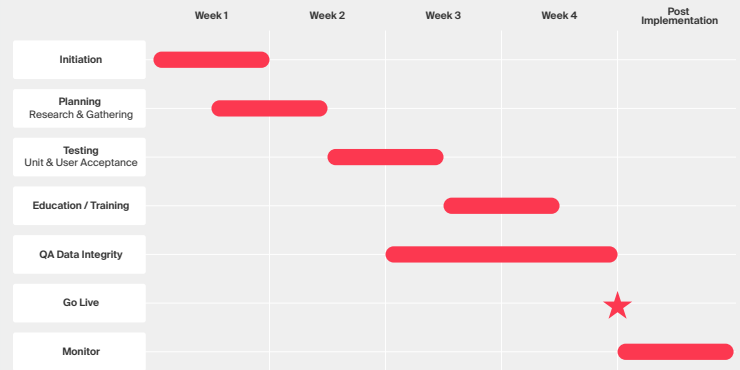 Week 1
Week 2
Week 3
Week 4
Post
Implementation
Initiation
Planning
Research & Gathering
Testing
Unit & User Acceptance
Education / Training
QA Data Integrity
Go Live
Monitor